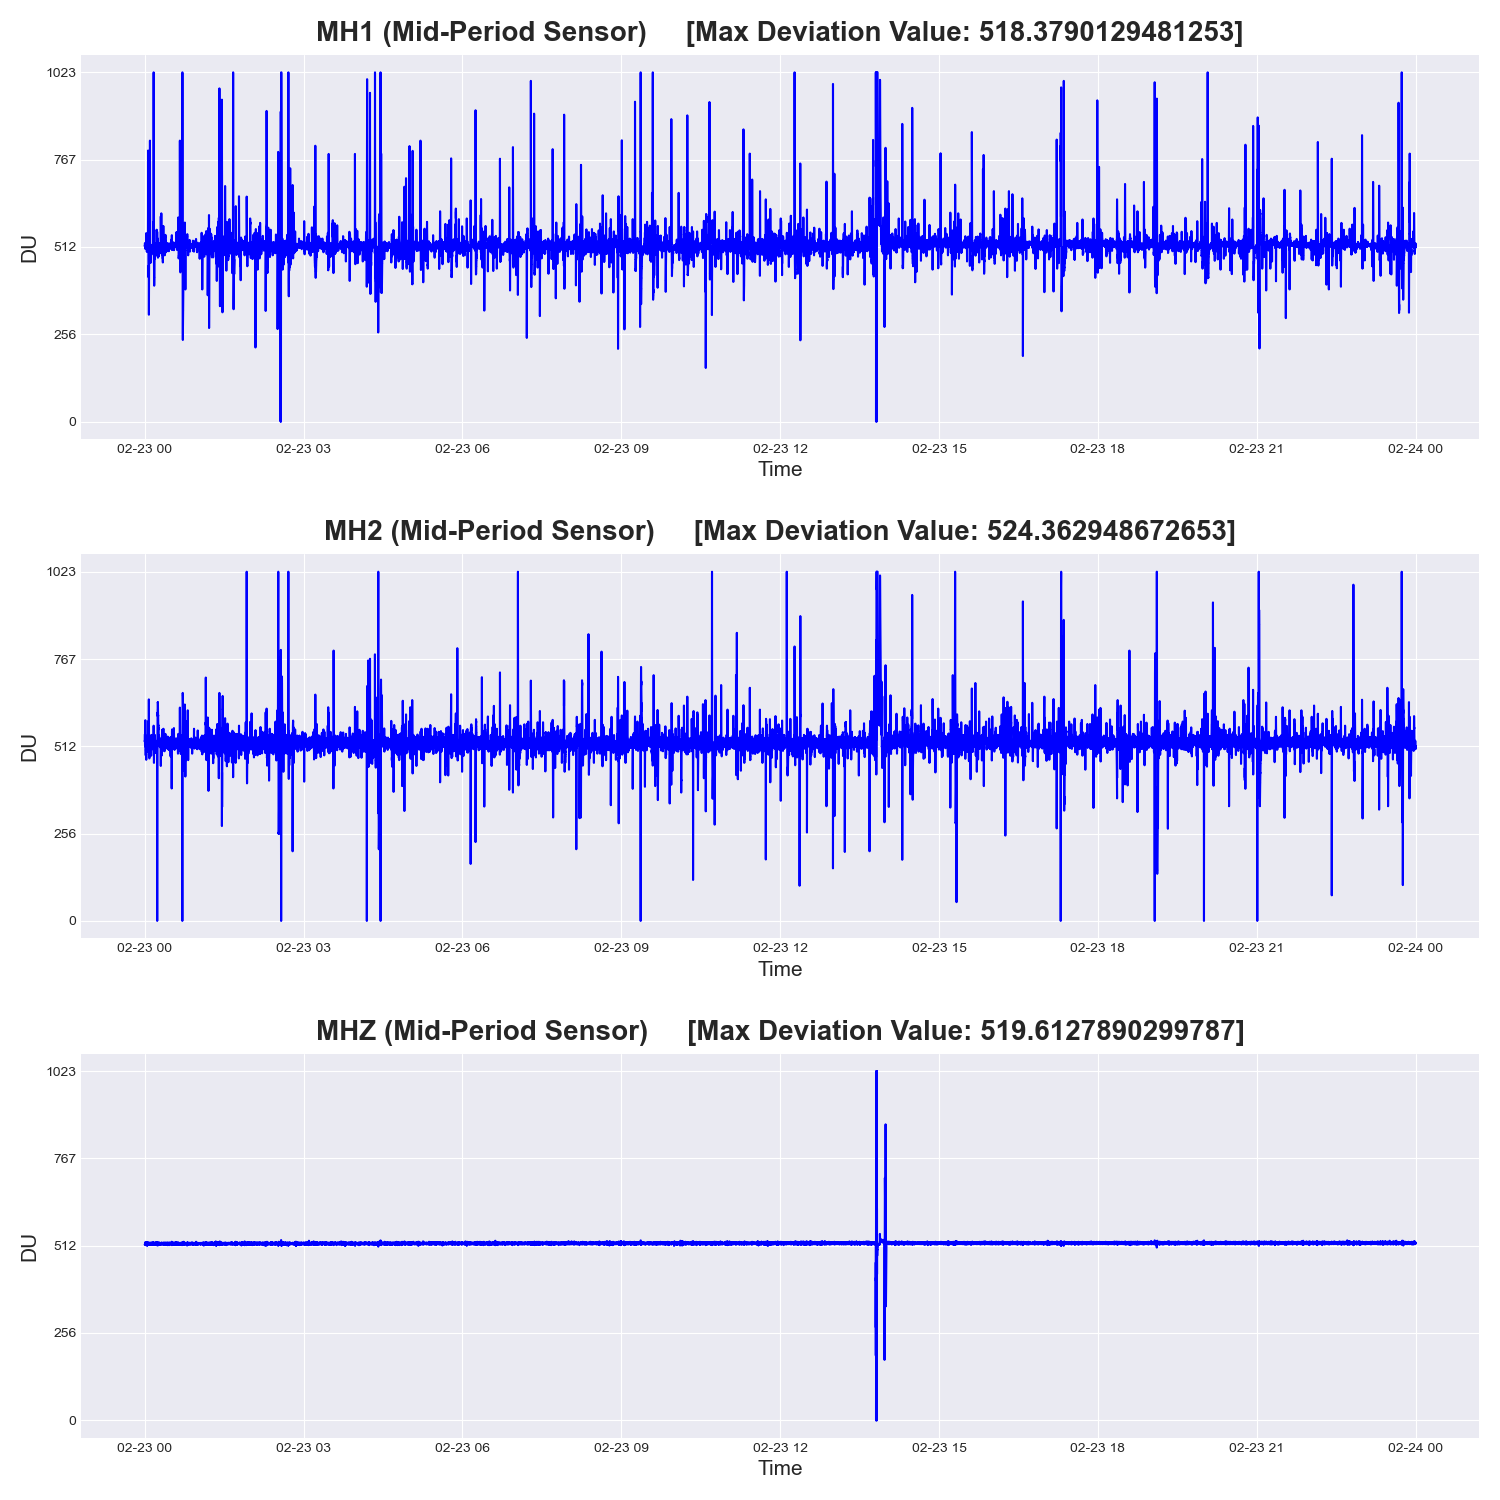 MH1 (Mid-Period Sensor) [Max Deviation Value: 518.3790129481253]
1023
767
512
256
0
DU
02-23 00 02-23 03 02-23 06 02-23 09 02-23 12 02-23 15 02-23 18 02-23 21 02-24 00
Time
MH2 (Mid-Period Sensor) [Max Deviation Value: 524.362948672653]
1023
767
512
256
0
DU
02-23 00 02-23 03 02-23 06 02-23 09 02-23 12 02-23 15 02-23 18 02-23 21 02-24 00
Time
MHZ (Mid-Period Sensor) [Max Deviation Value: 519.6127890299787]
1023
767
512
256
0
DU
02-23 00 02-23 03 02-23 06 02-23 09 02-23 12 02-23 15 02-23 18 02-23 21 02-24 00
Time